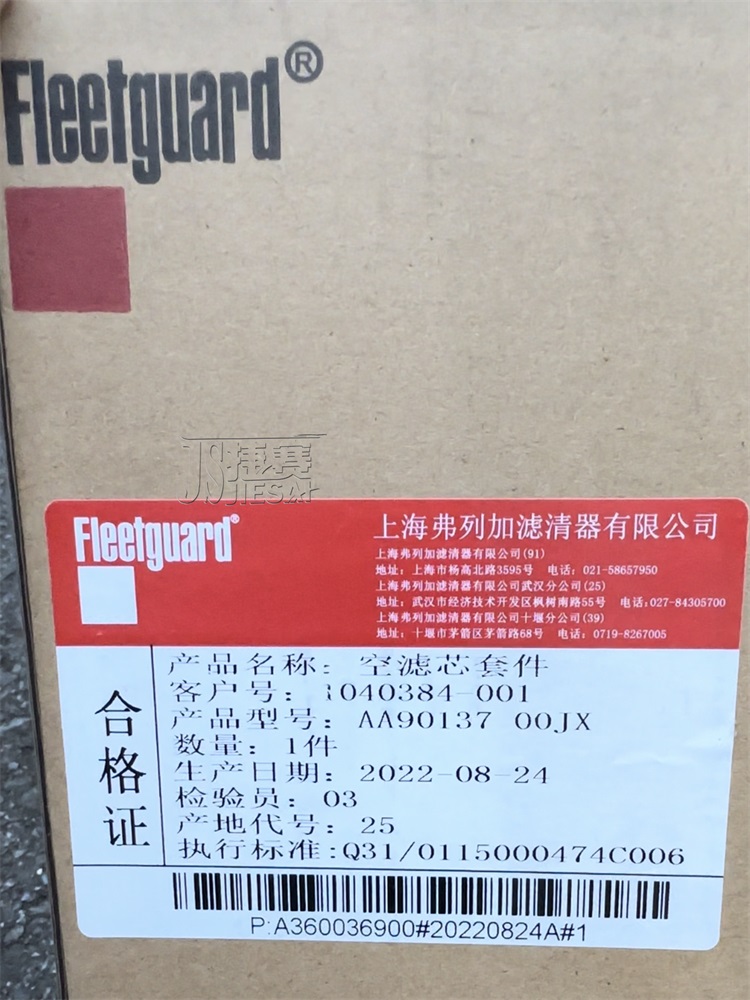 Fleetguard®
捷赛
JIESAI
Fleetguard®
上海弗列加滤清器有限公司
上海弗列加滤清器有限公司(91)
地址：上海市杨高北路3595号 电话：021-58657950
上海弗列加滤清器有限公司武汉分公司(25)
地址：武汉市经济技术开发区枫树南路55号 电话:027-84305700
上海弗列加滤清器有限公司十堰分公司(39)
地址：十堰市茅箭区茅箭路68号 电话：0719-8267005
合格证
产品名称：空滤芯套件
客户号：1040384-001
产品型号：AA90137 00JX
数量：1件
生产日期：2022-08-24
检验员：03
产地代号：25
执行标准:Q31/0115000474C006
P:A360036900#20220824A#1